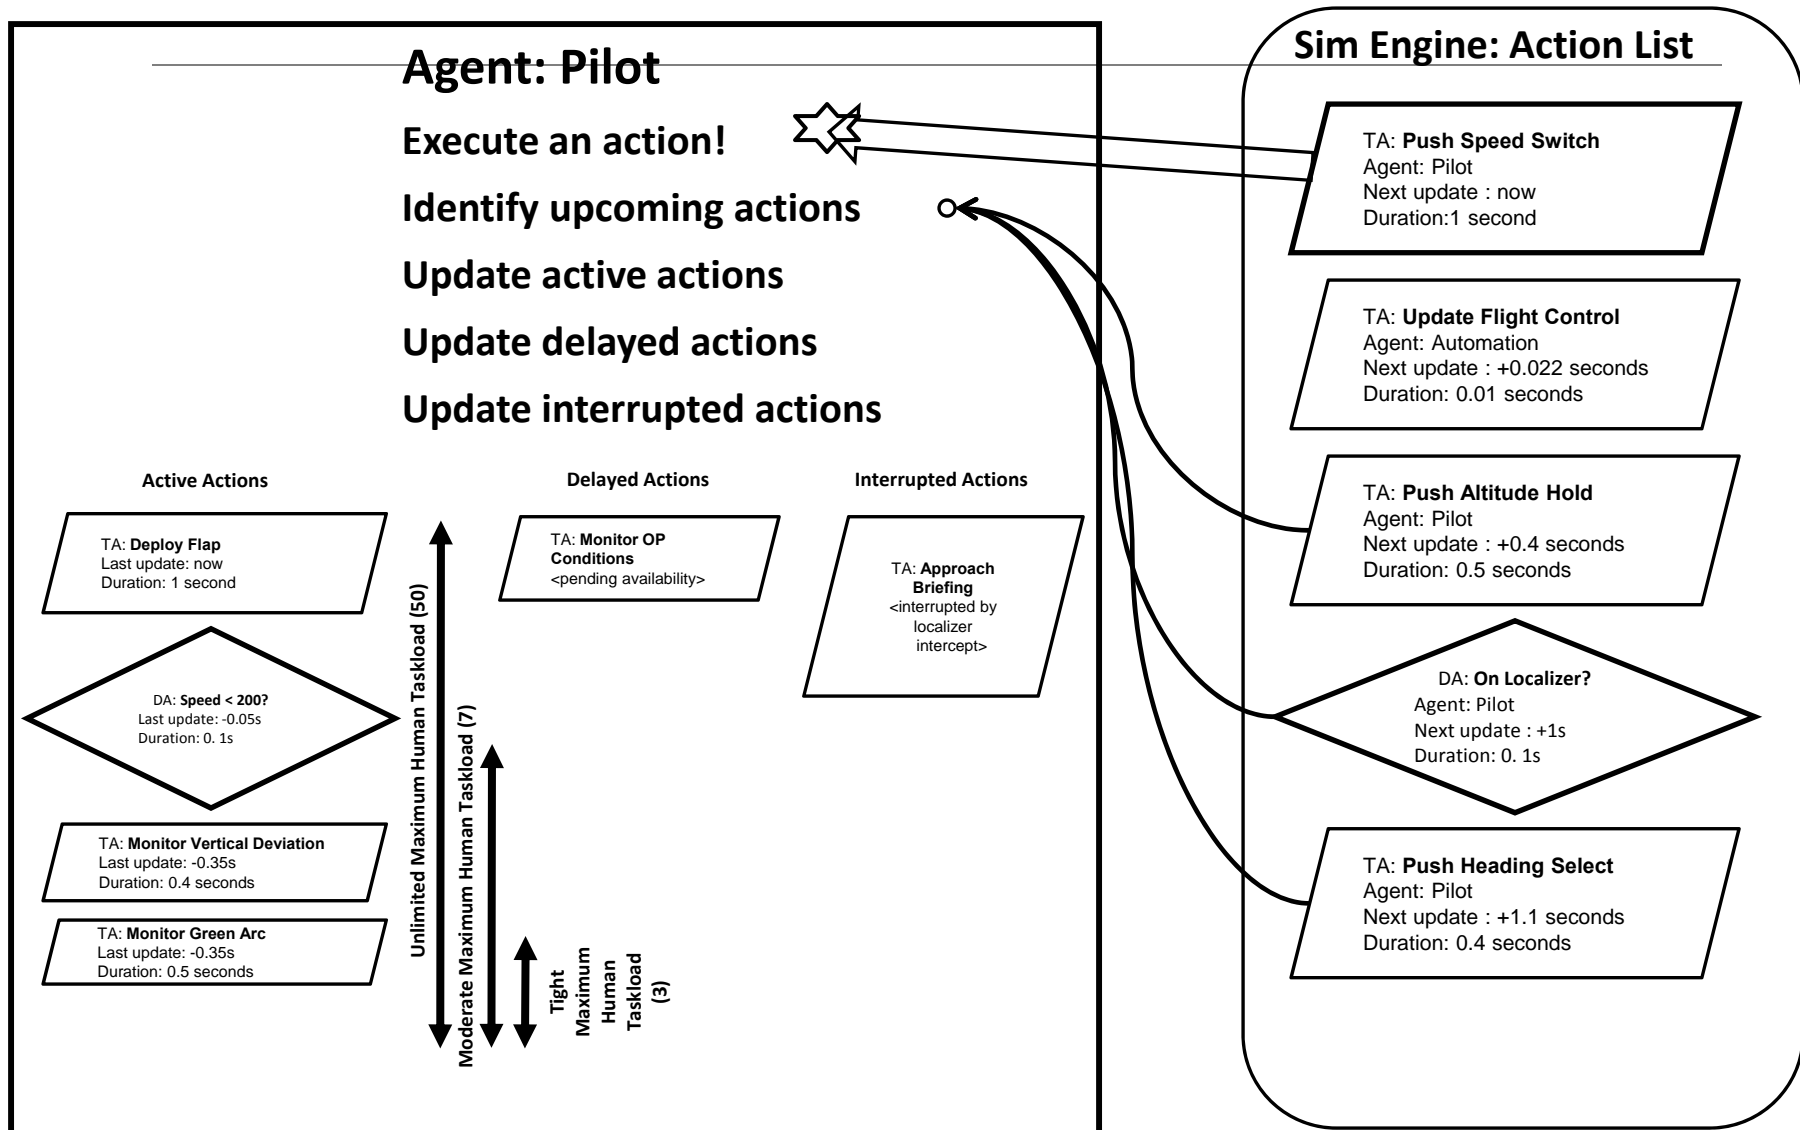 Agent: Pilot
Execute an action!
Identify upcoming actions
Update active actions
Update delayed actions
Update interrupted actions
Active Actions
TA: Deploy Flap
Last update: now
Duration: 1 second
DA: Speed < 200?
Last update: -0.05s
Duration: 0. 1s
TA: Monitor Vertical Deviation
Last update: -0.35s
Duration: 0.4 seconds
TA: Monitor Green Arc
Last update: -0.35s
Duration: 0.5 seconds
Unlimited Maximum Human Taskload (50)
Moderate Maximum Human Taskload (7)
Tight
Maximum
Human
Taskload
(3)
Delayed Actions
TA: Monitor OP
Conditions
<pending availability>
Interrupted Actions
TA: Approach
Briefing
<interrupted by
localizer
intercept>
Sim Engine: Action List
TA: Push Speed Switch
Agent: Pilot
Next update : now
Duration:1 second
TA: Update Flight Control
Agent: Automation
Next update : +0.022 seconds
Duration: 0.01 seconds
TA: Push Altitude Hold
Agent: Pilot
Next update : +0.4 seconds
Duration: 0.5 seconds
DA: On Localizer?
Agent: Pilot
Next update : +1s
Duration: 0. 1s
TA: Push Heading Select
Agent: Pilot
Next update : +1.1 seconds
Duration: 0.4 seconds